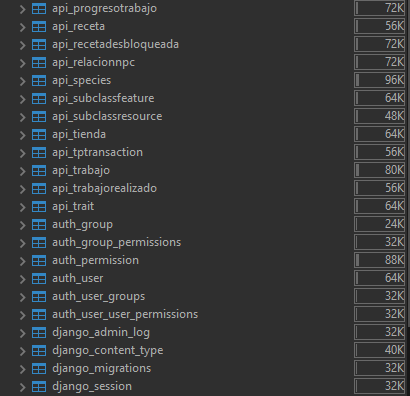 api_progresotrabajo 72K
api_receta 56K
api_recetadesbloqueada 72K
api_relacionnpc 72K
api_species 96K
api_subclassfeature 64K
api_subclassresource 48K
api_tienda 64K
api_tptransaction 56K
api_trabajo 80K
api_trabajorealizado 56K
api_trait 64K
auth_group 24K
auth_group_permissions 32K
auth_permission 88K
auth_user 64K
auth_user_groups 32K
auth_user_user_permissions 32K
django_admin_log 32K
django_content_type 40K
django_migrations 32K
django_session 32K